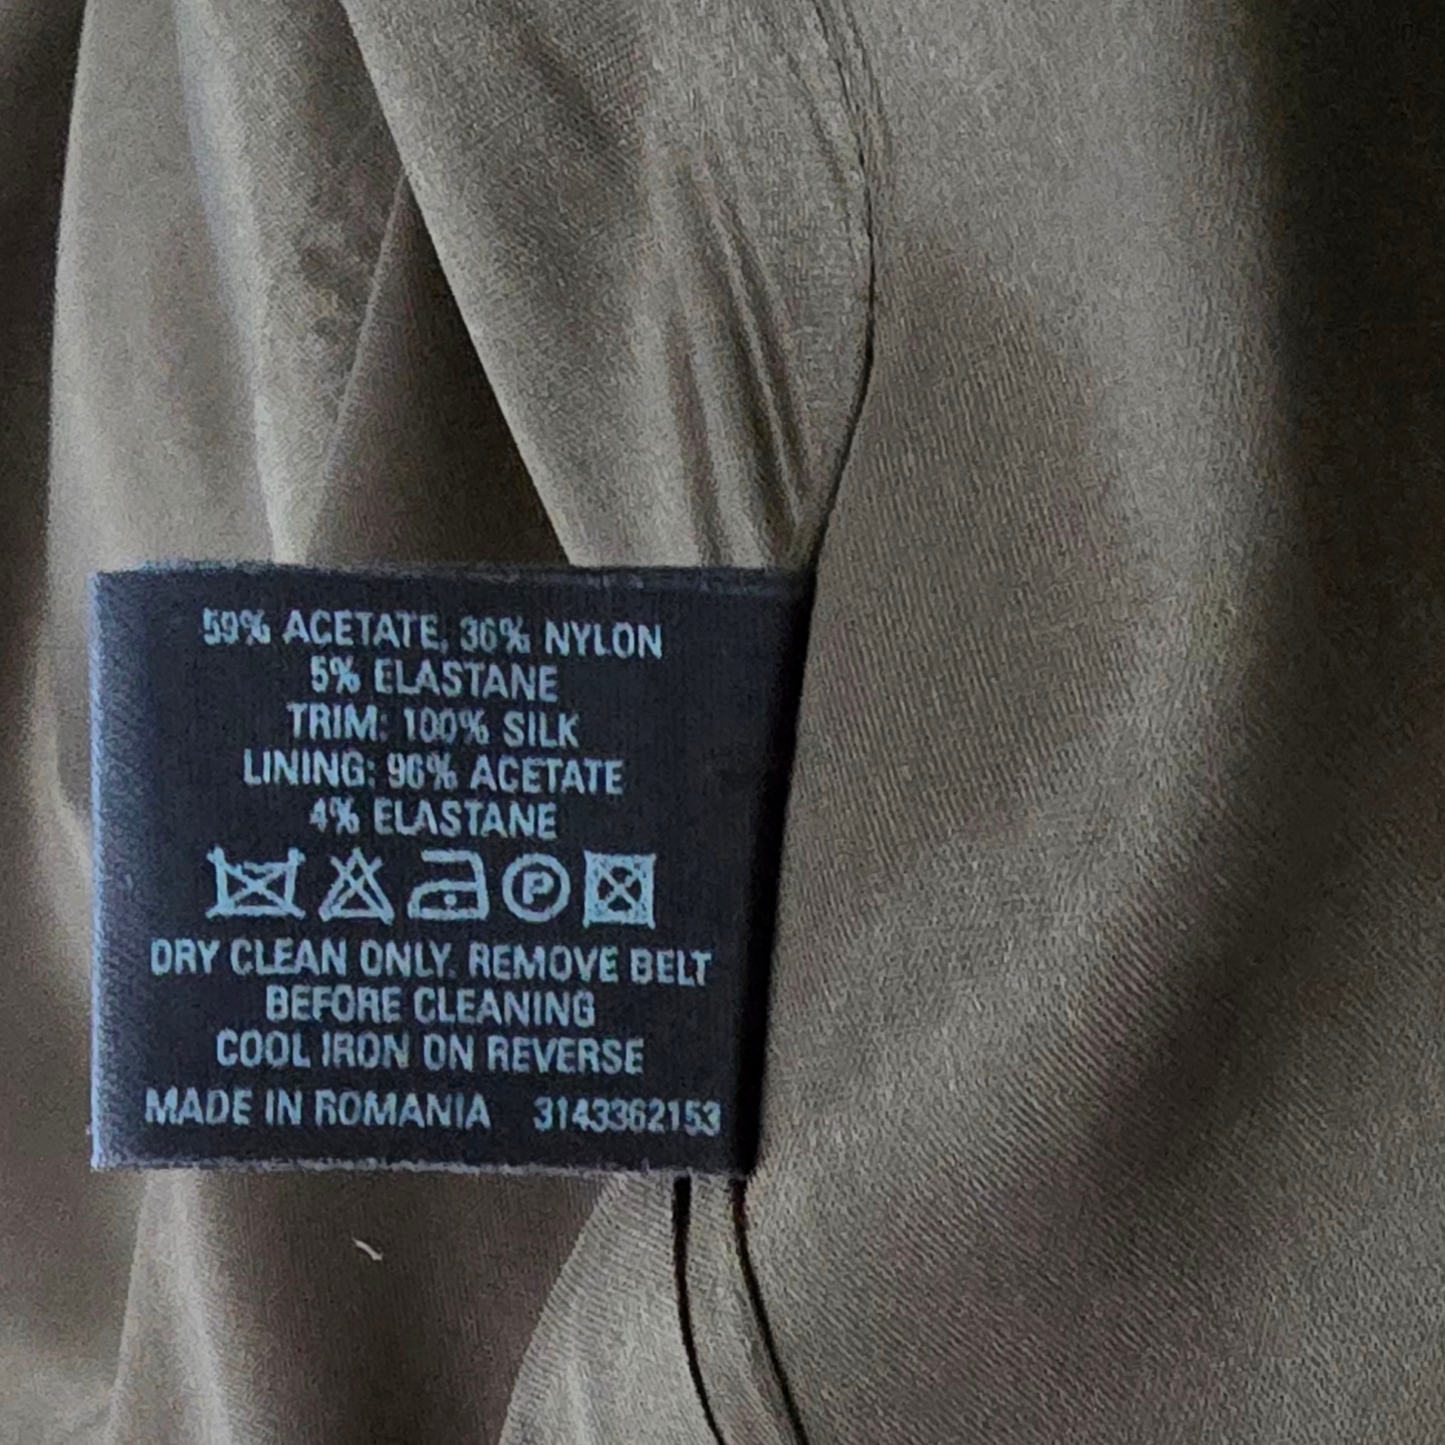 59% ACETATE, 36% NYLON
5% ELASTANE
TRIM: 100% SILK
LINING: 96% ACETATE
4% ELASTANE
P
DRY CLEAN ONLY. REMOVE BELT
BEFORE CLEANING
COOL IRON ON REVERSE
MADE IN ROMANIA 3143362153